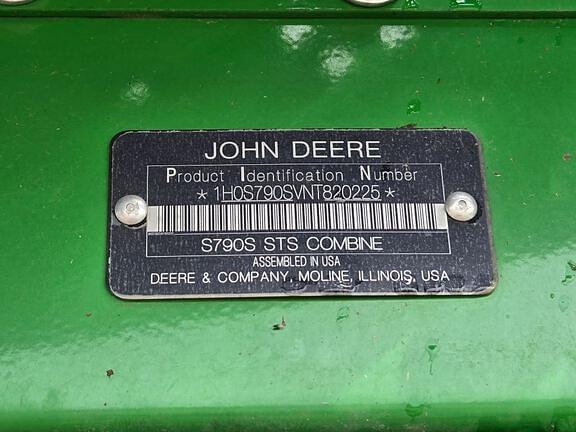 JOHN DEERE
Product Identification Number
*1H0S790SVNT820225*
S790S STS COMBINE
ASSEMBLED IN USA
DEERE & COMPANY, MOLINE, ILLINOIS, USA